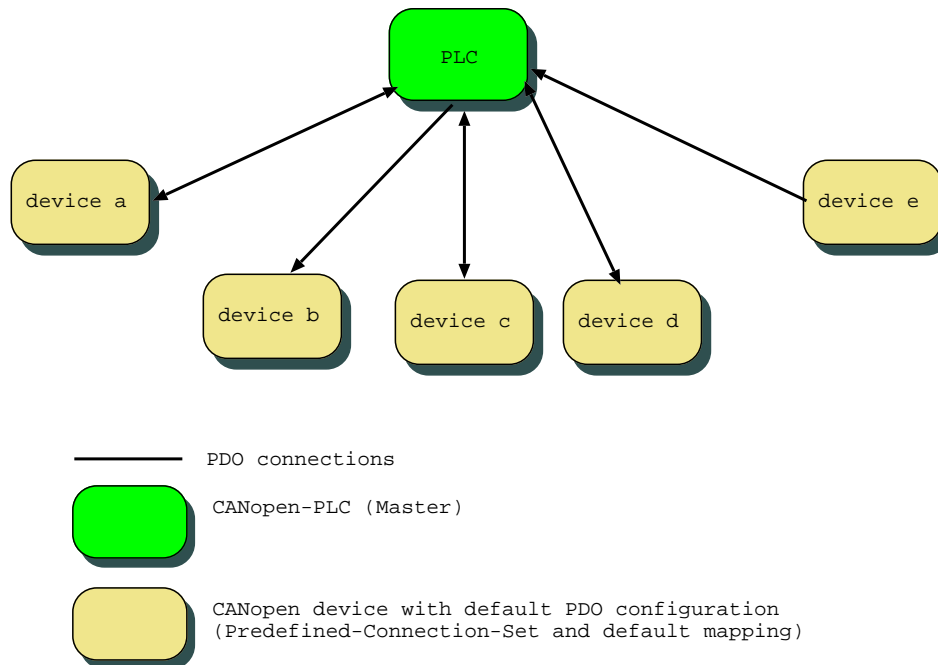 PLC
device a
device e
device b
device c
device d
PDO connections
CANopen-PLC (Master)
CANopen device with default PDO configuration
(Predefined-Connection-Set and default mapping)